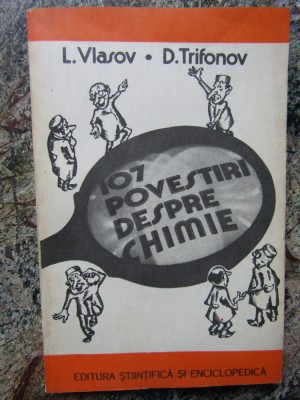 L.Vlasov • D.Trifonov
107
POVESTIRI
DESPRE
CHIMIE
EDITURA ŞTIINŢIFICĂ ŞI ENCICLOPEDICĂ